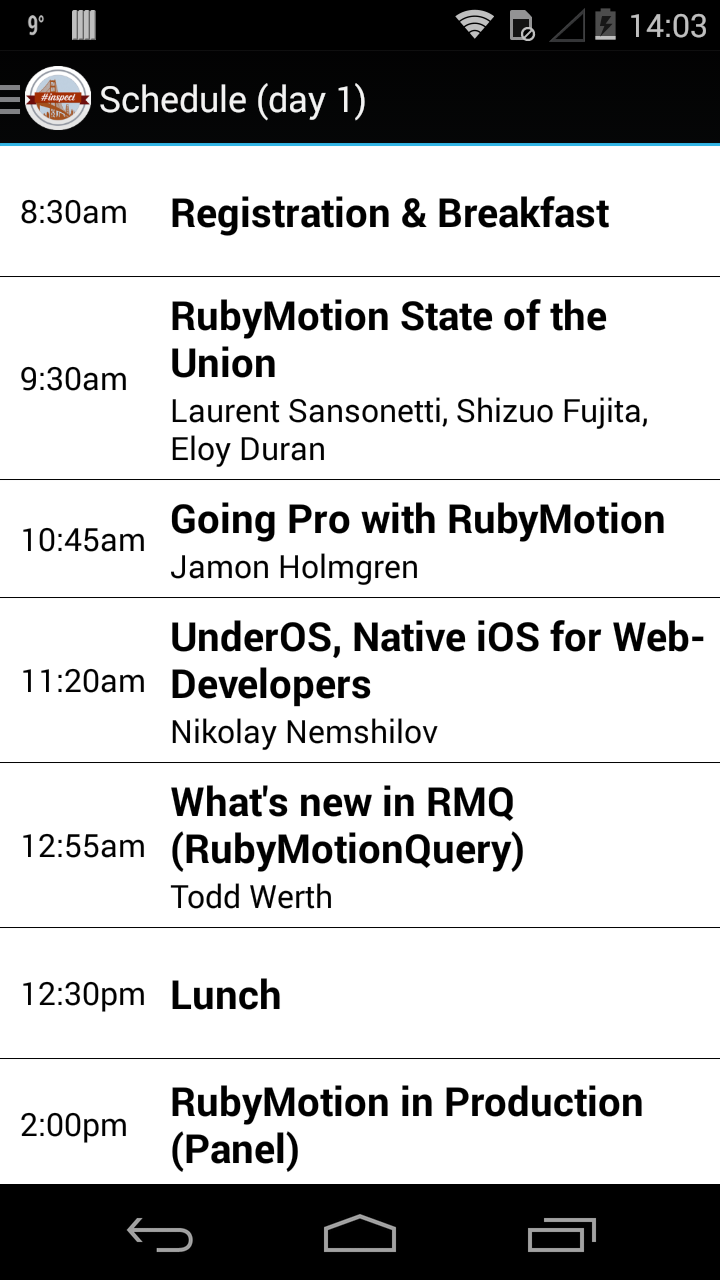 9°
14:03
#inspect
Schedule (day 1)
8:30am
Registration & Breakfast
9:30am
RubyMotion State of the
Union
Laurent Sansonetti, Shizuo Fujita,
Eloy Duran
10:45am
Going Pro with RubyMotion
Jamon Holmgren
11:20am
UnderOS, Native iOS for Web-
Developers
Nikolay Nemshilov
12:55am
What's new in RMQ
(RubyMotionQuery)
Todd Werth
12:30pm
Lunch
2:00pm
RubyMotion in Production
(Panel)